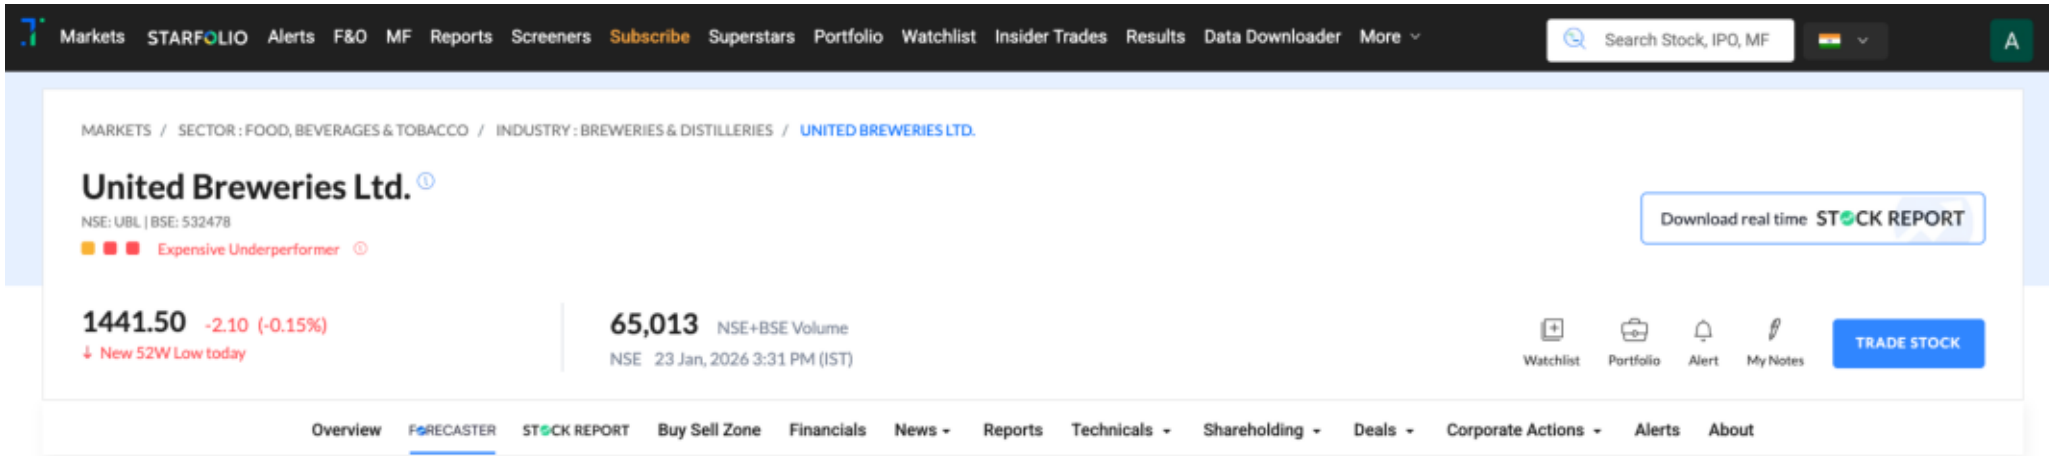 Markets STARFOLIO Alerts F&O MF Reports Screeners Subscribe Superstars Portfolio Watchlist Insider Trades Results Data Downloader More Search Stock, IPO, MF A
MARKETS / SECTOR : FOOD, BEVERAGES & TOBACCO / INDUSTRY : BREWERIES & DISTILLERIES / UNITED BREWERIES LTD.
United Breweries Ltd.
NSE: UBL | BSE: 532478
Expensive Underperformer
Download real time STOCK REPORT
1441.50 -2.10 (-0.15%)
↓ New 52W Low today
65,013 NSE+BSE Volume
NSE 23 Jan, 2026 3:31 PM (IST)
Watchlist Portfolio Alert My Notes
TRADE STOCK
Overview FORECASTER STOCK REPORT Buy Sell Zone Financials News Reports Technicals Shareholding Deals Corporate Actions Alerts About